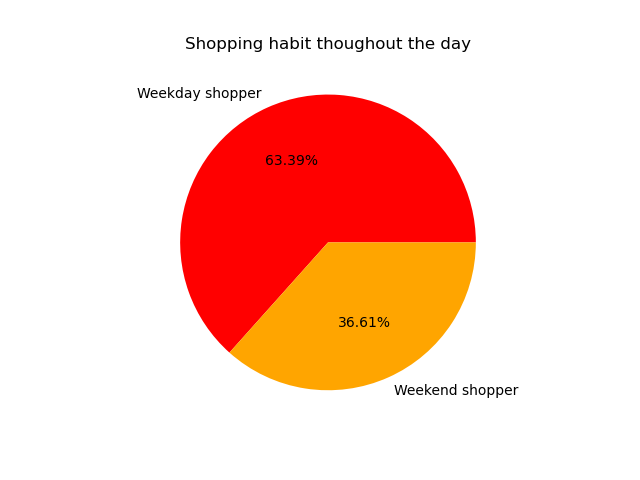 Shopping habit thoughout the day
Weekday shopper
63.39%
36.61%
Weekend shopper